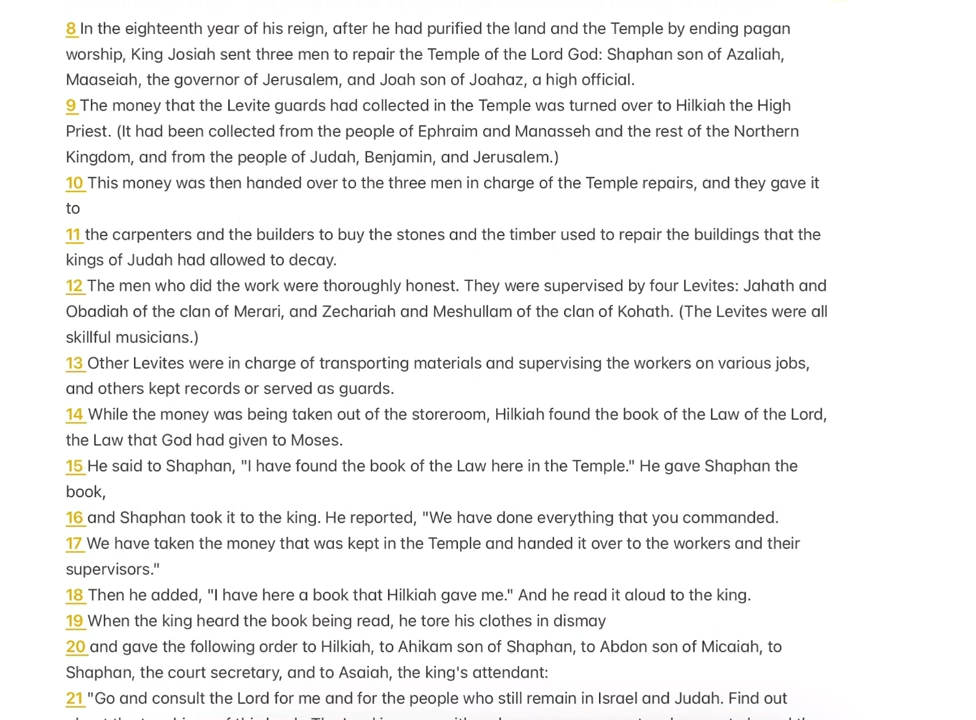 8 In the eighteenth year of his reign, after he had purified the land and the Temple by ending pagan
worship, King Josiah sent three men to repair the Temple of the Lord God: Shaphan son of Azaliah,
Maaseiah, the governor of Jerusalem, and Joah son of Joahaz, a high official.
9 The money that the Levite guards had collected in the Temple was turned over to Hilkiah the High
Priest. (It had been collected from the people of Ephraim and Manasseh and the rest of the Northern
Kingdom, and from the people of Judah, Benjamin, and Jerusalem.)
10 This money was then handed over to the three men in charge of the Temple repairs, and they gave it
to
11 the carpenters and the builders to buy the stones and the timber used to repair the buildings that the
kings of Judah had allowed to decay.
12 The men who did the work were thoroughly honest. They were supervised by four Levites: Jahath and
Obadiah of the clan of Merari, and Zechariah and Meshullam of the clan of Kohath. (The Levites were all
skillful musicians.)
13 Other Levites were in charge of transporting materials and supervising the workers on various jobs,
and others kept records or served as guards.
14 While the money was being taken out of the storeroom, Hilkiah found the book of the Law of the Lord,
the Law that God had given to Moses.
15 He said to Shaphan, "I have found the book of the Law here in the Temple." He gave Shaphan the
book,
16 and Shaphan took it to the king. He reported, "We have done everything that you commanded.
17 We have taken the money that was kept in the Temple and handed it over to the workers and their
supervisors."
18 Then he added, "I have here a book that Hilkiah gave me." And he read it aloud to the king.
19 When the king heard the book being read, he tore his clothes in dismay
20 and gave the following order to Hilkiah, to Ahikam son of Shaphan, to Abdon son of Micaiah, to
Shaphan, the court secretary, and to Asaiah, the king's attendant:
21 "Go and consult the Lord for me and for the people who still remain in Israel and Judah. Find out